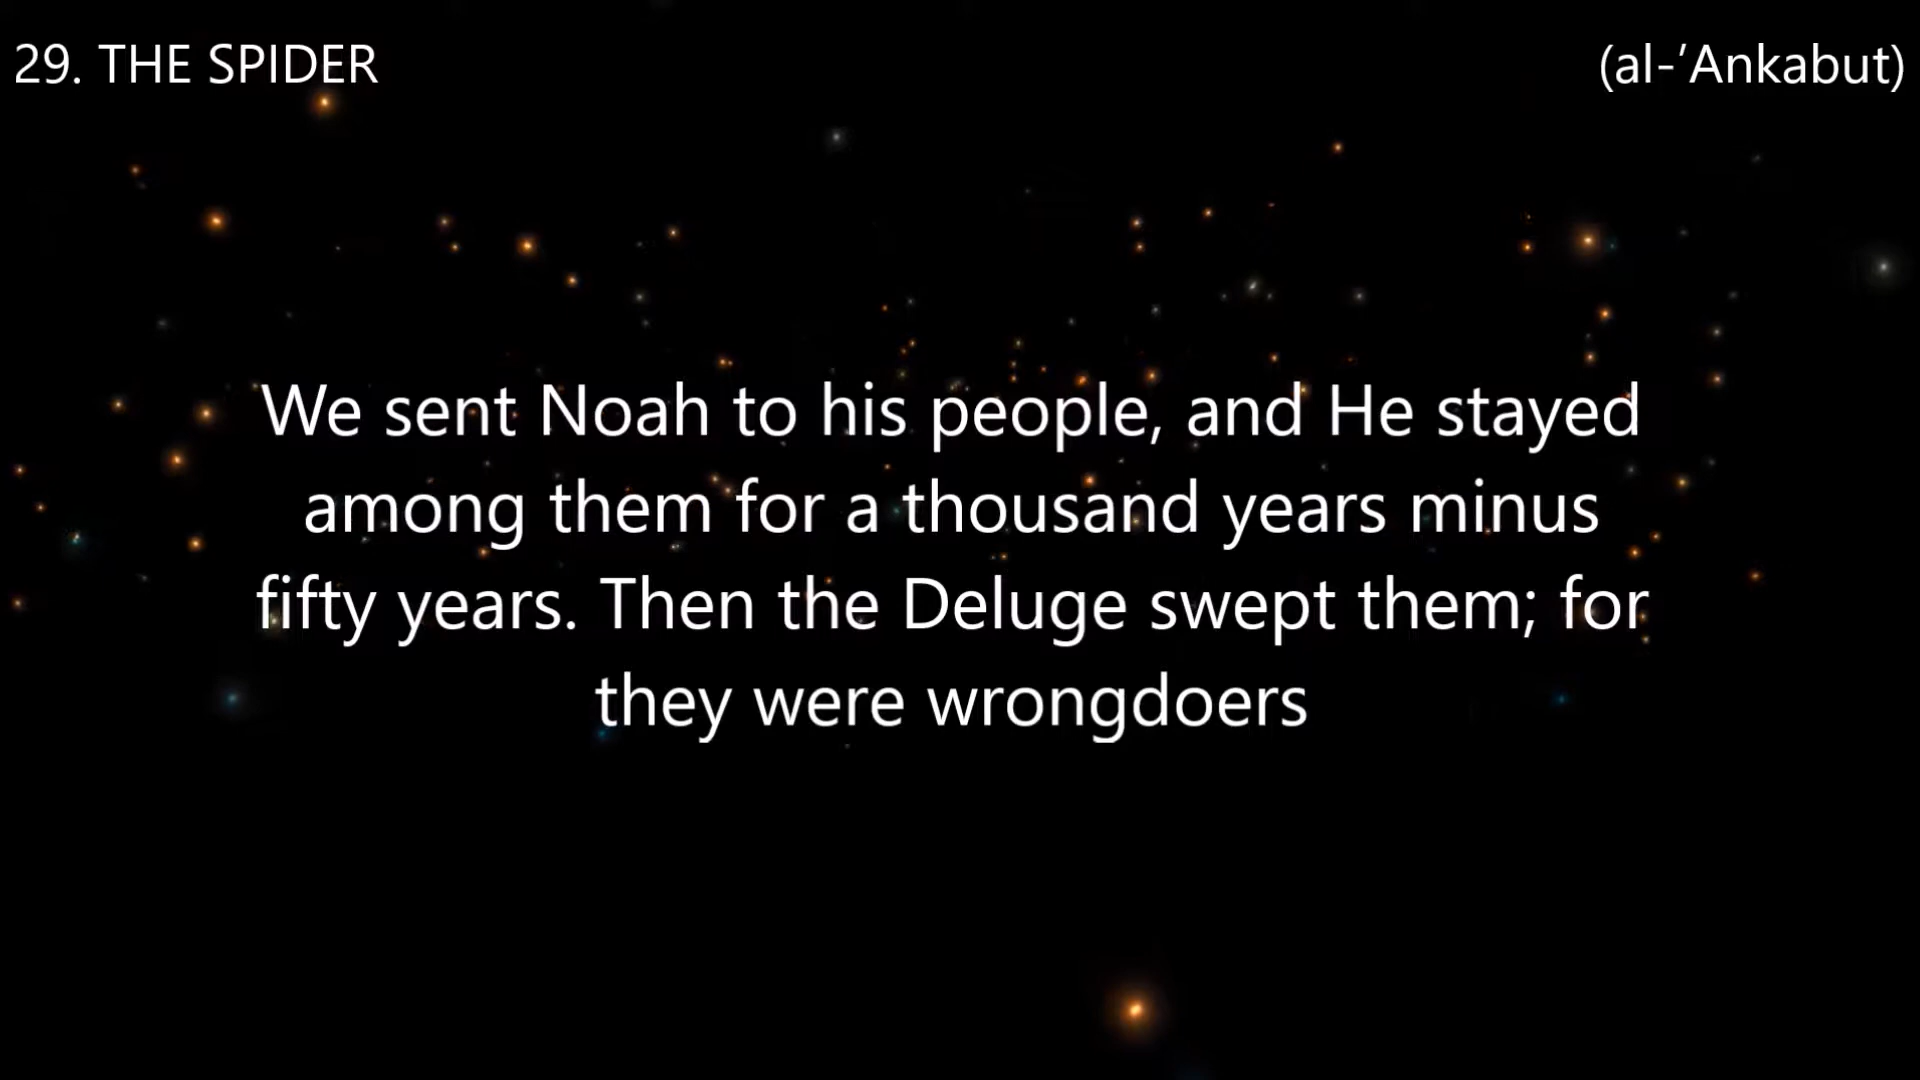 29. THE SPIDER
(al-’Ankabut)
We sent Noah to his people, and He stayed
among them for a thousand years minus
fifty years. Then the Deluge swept them; for
they were wrongdoers